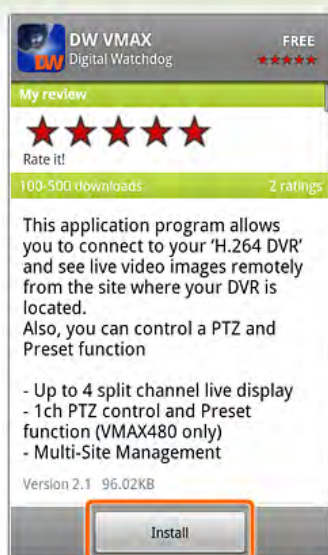 DW VMAX
FREE
Digital Watchdog
DW
My review
Rate it!
100-500 downloads
2 ratings
This application program allows
you to connect to your 'H.264 DVR'
and see live video images remotely
from the site where your DVR is
located.
Also, you can control a PTZ and
Preset function
- Up to 4 split channel live display
- 1ch PTZ control and Preset
function (VMAX480 only)
- Multi-Site Management
Version 2.1 96.02KB
Install